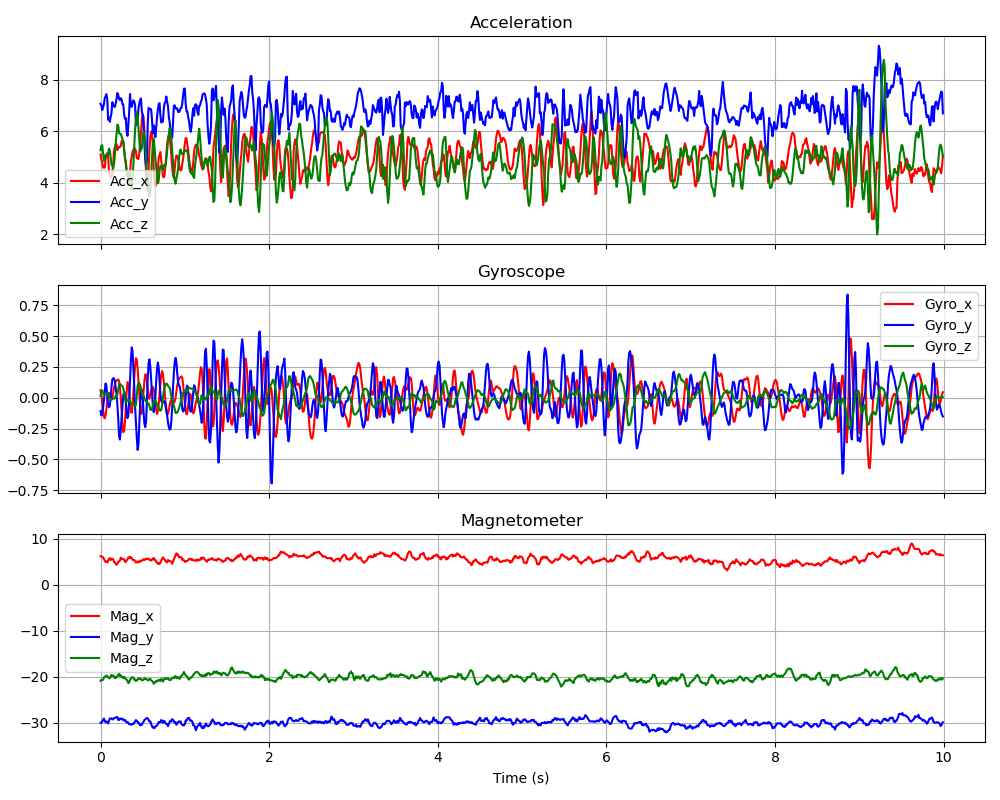 Acceleration
8
6
4
2
Acc_x
Acc_y
Acc_z
Gyroscope
0.75
0.50
0.25
0.00
−0.25
−0.50
−0.75
Gyro_x
Gyro_y
Gyro_z
Magnetometer
10
0
−10
−20
−30
Mag_x
Mag_y
Mag_z
0 2 4 6 8 10
Time (s)